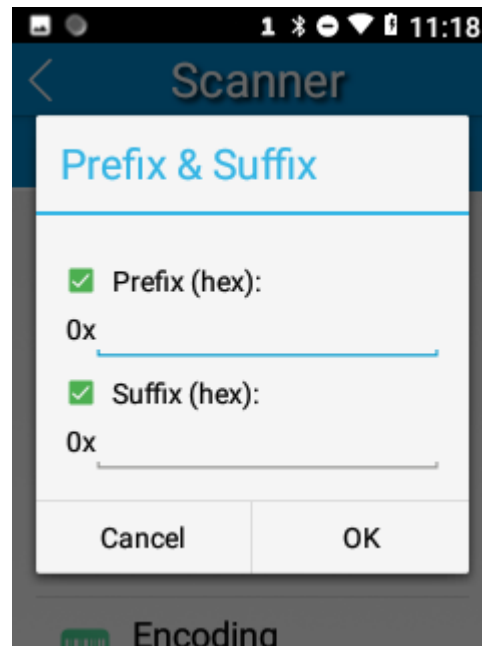 1 11:18
Scanner
Prefix & Suffix
Prefix (hex):
0x
Suffix (hex):
0x
Cancel OK
Encoding